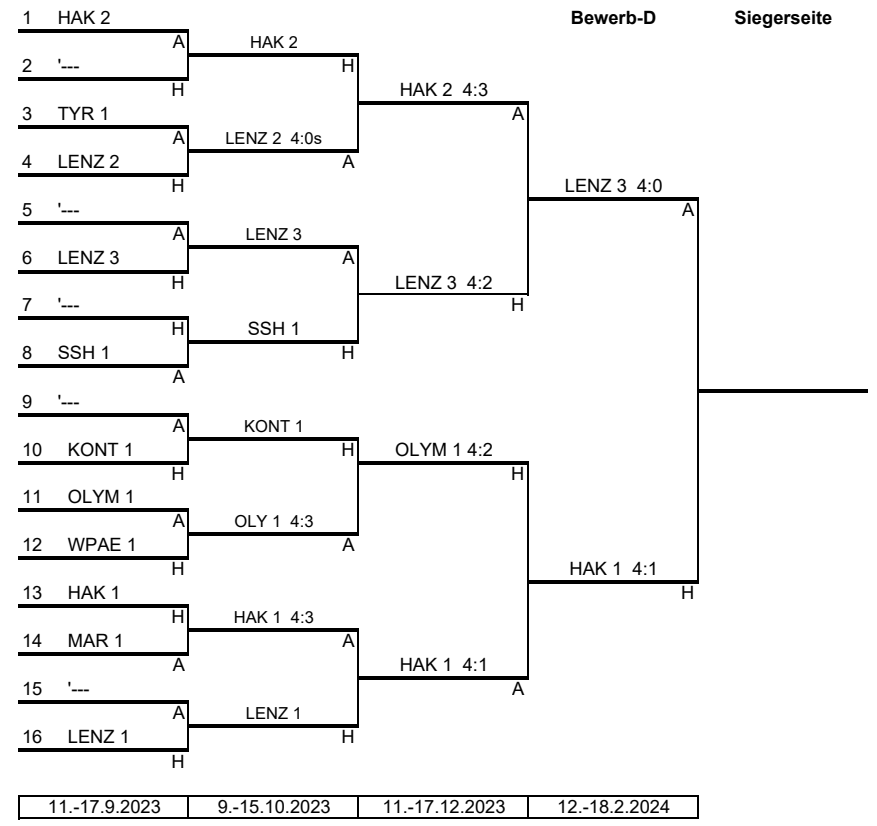 1 HAK 2 Bewerb-D Siegerseite
A HAK 2
2 '--- H
H HAK 2 4:3
3 TYR 1 A
A LENZ 2 4:0s
4 LENZ 2 A
H LENZ 3 4:0
5 '--- A
A LENZ 3
6 LENZ 3 A
H LENZ 3 4:2
7 '--- H
H SSH 1
8 SSH 1 H
A
9 '---
A KONT 1
10 KONT 1 H OLYM 1 4:2
H H
11 OLYM 1
A OLY 1 4:3
12 WPAE 1 A
H HAK 1 4:1
13 HAK 1 H
H HAK 1 4:3
14 MAR 1 A
A HAK 1 4:1
15 '--- A
A LENZ 1
16 LENZ 1 H
H
11.-17.9.2023 9.-15.10.2023 11.-17.12.2023 12.-18.2.2024